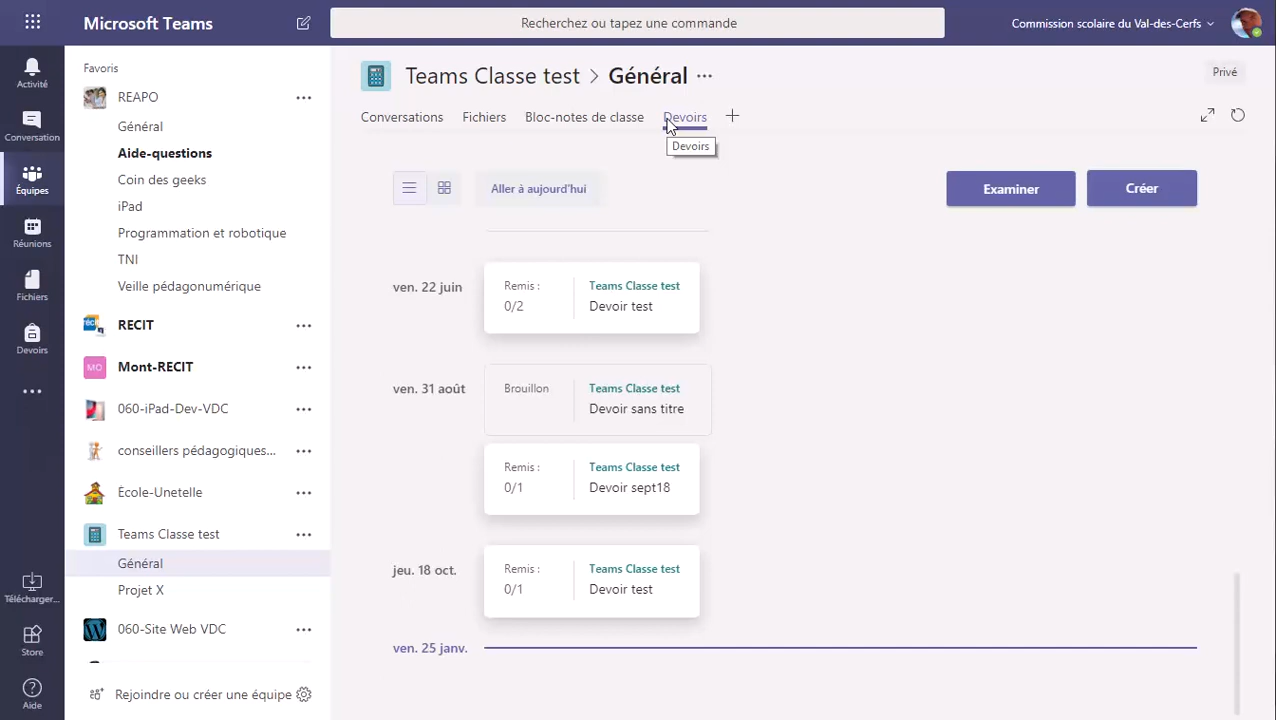 Microsoft Teams
Recherchez ou tapez une commande
Commission scolaire du Val-des-Cerfs
Activité
Conversation
Équipes
Réunions
Fichiers
Devoirs
Télécharger...
Store
Aide
Favoris
REAPO
Général
Aide-questions
Coin des geeks
iPad
Programmation et robotique
TNI
Veille pédagonumérique
RECIT
MO
Mont-RECIT
060-iPad-Dev-VDC
conseillers pédagogiques...
École-Unetelle
Teams Classe test
Général
Projet X
060-Site Web VDC
Rejoindre ou créer une équipe
Teams Classe test > Général ...
Privé
Conversations
Fichiers
Bloc-notes de classe
Devoirs
Devoirs
Aller à aujourd'hui
Examiner
Créer
ven. 22 juin
Remis :
0/2
Teams Classe test
Devoir test
ven. 31 août
Brouillon
Teams Classe test
Devoir sans titre
Remis :
0/1
Teams Classe test
Devoir sept18
jeu. 18 oct.
Remis :
0/1
Teams Classe test
Devoir test
ven. 25 janv.